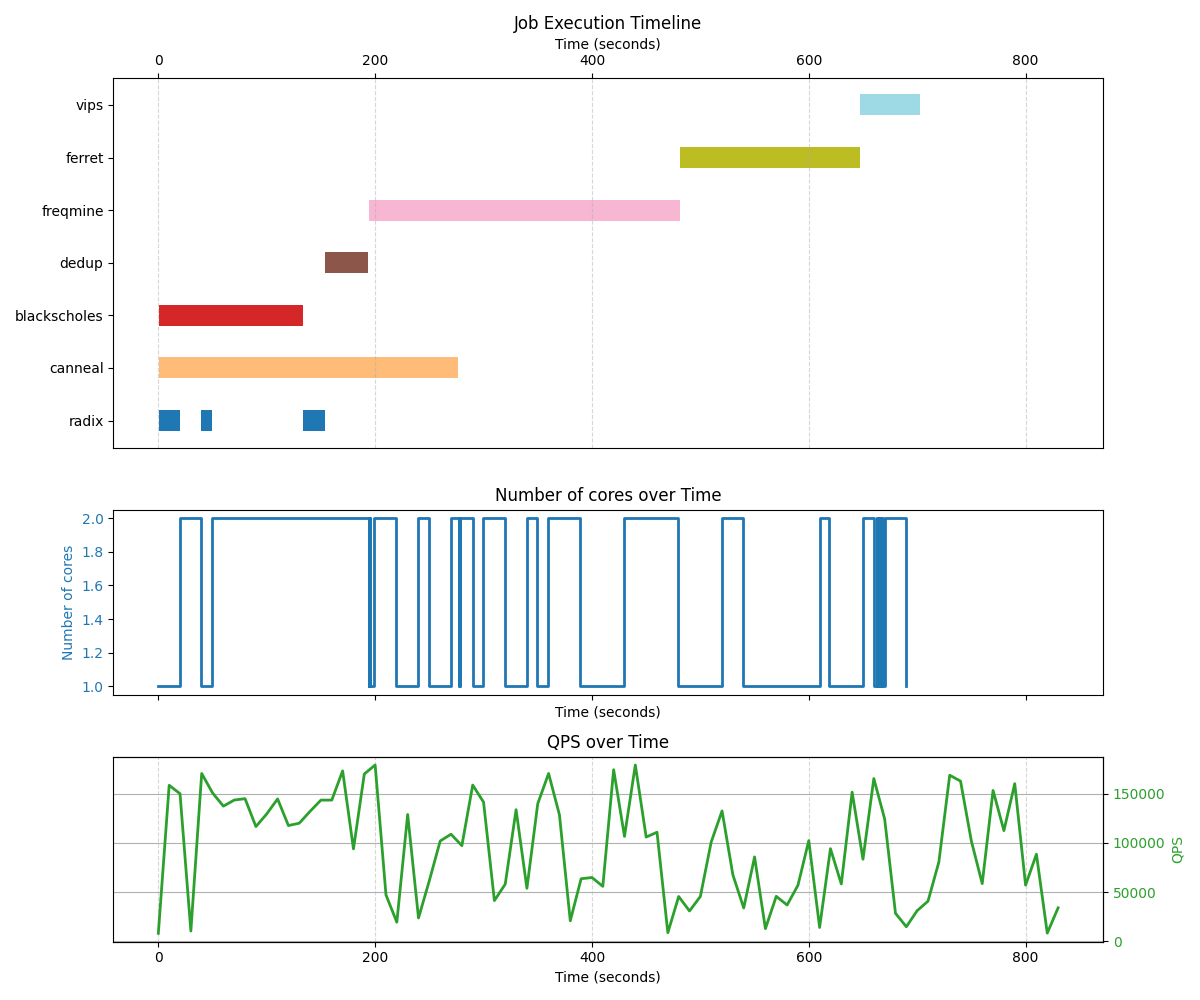 Job Execution Timeline
Time (seconds)
0 200 400 600 800
vips
ferret
freqmine
dedup
blackscholes
canneal
radix
Number of cores over Time
2.0
1.8
1.6
1.4
1.2
1.0
Number of cores
Time (seconds)
QPS over Time
150000
100000
50000
0
QPS
0 200 400 600 800
Time (seconds)